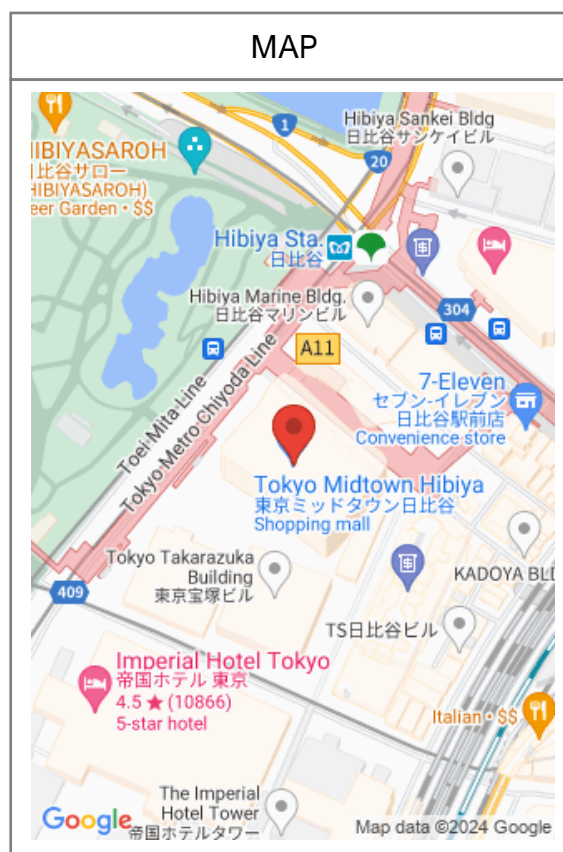 MAP
1
Hibiya Sankei Bldg
日比谷サンケイビル
HIBIYASAROH
日比谷サロー
(HIBIYASAROH)
eer Garden • $$
20
Hibiya Sta.
日比谷
Hibiya Marine Bldg.
日比谷マリンビル
304
A11
Toei Mita Line
Tokyo Metro Chiyoda Line
7-Eleven
セブン-イレブン
日比谷駅前店
Convenience store
Tokyo Midtown Hibiya
東京ミッドタウン日比谷
Shopping mall
Tokyo Takarazuka
Building
東京宝塚ビル
409
KADOYA BLD
TS日比谷ビル
Imperial Hotel Tokyo
帝国ホテル 東京
4.5 ★ (10866)
5-star hotel
Italian • $$
The Imperial
Hotel Tower
帝国ホテルタワー
Google
Map data ©2024 Google